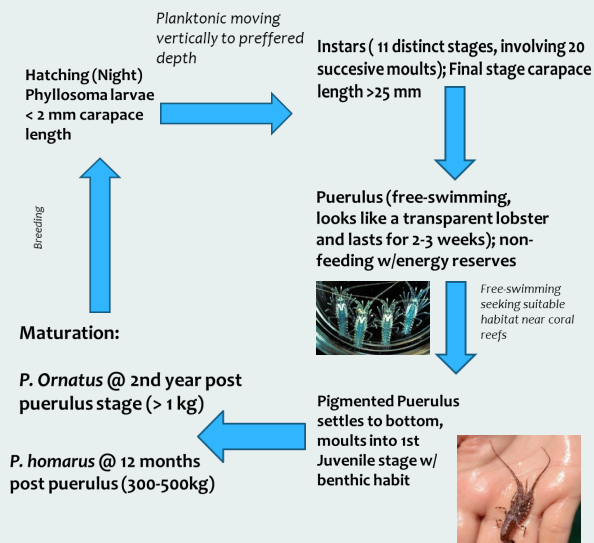 Planktonic moving
vertically to preffered
depth
Hatching (Night)
Phyllosoma larvae
< 2 mm carapace
length
Instars ( 11 distinct stages, involving 20
succesive moults); Final stage carapace
length >25 mm
Puerulus (free-swimming,
looks like a transparent lobster
and lasts for 2-3 weeks); non-
feeding w/energy reserves
Free-swimming
seeking suitable
habitat near coral
reefs
Pigmented Puerulus
settles to bottom,
moults into 1st
Juvenile stage w/
benthic habit
Maturation:
P. Ornatus @ 2nd year post
puerulus stage (> 1 kg)
P. homarus @ 12 months
post puerulus (300-500kg)
Breeding